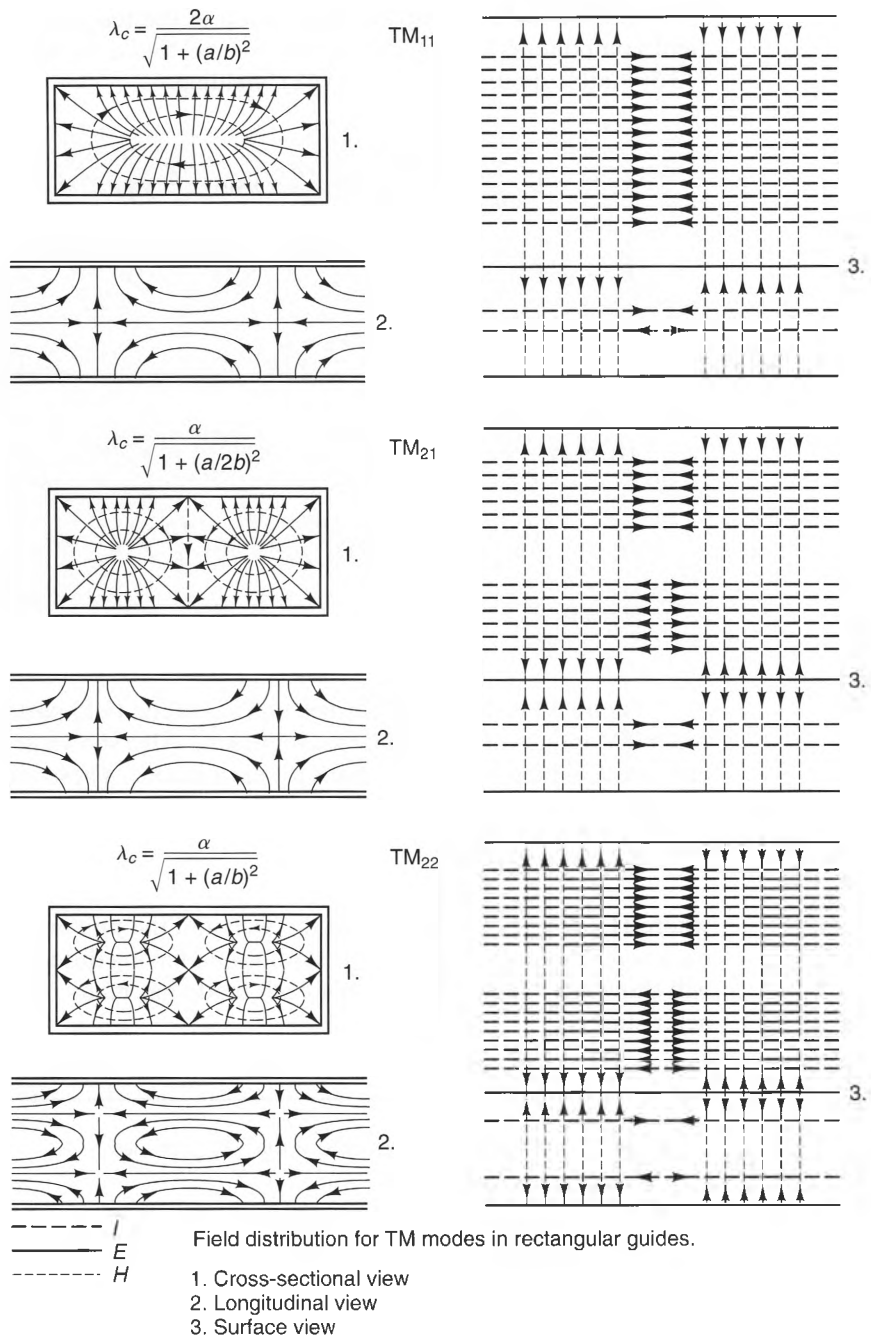 λc = 2α / √(1 + (a/b)²)
TM₁₁
1.
2.
3.
λc = α / √(1 + (a/2b)²)
TM₂₁
1.
2.
3.
λc = α / √(1 + (a/b)²)
TM₂₂
1.
2.
3.
I
E
H
Field distribution for TM modes in rectangular guides.
1. Cross-sectional view
2. Longitudinal view
3. Surface view